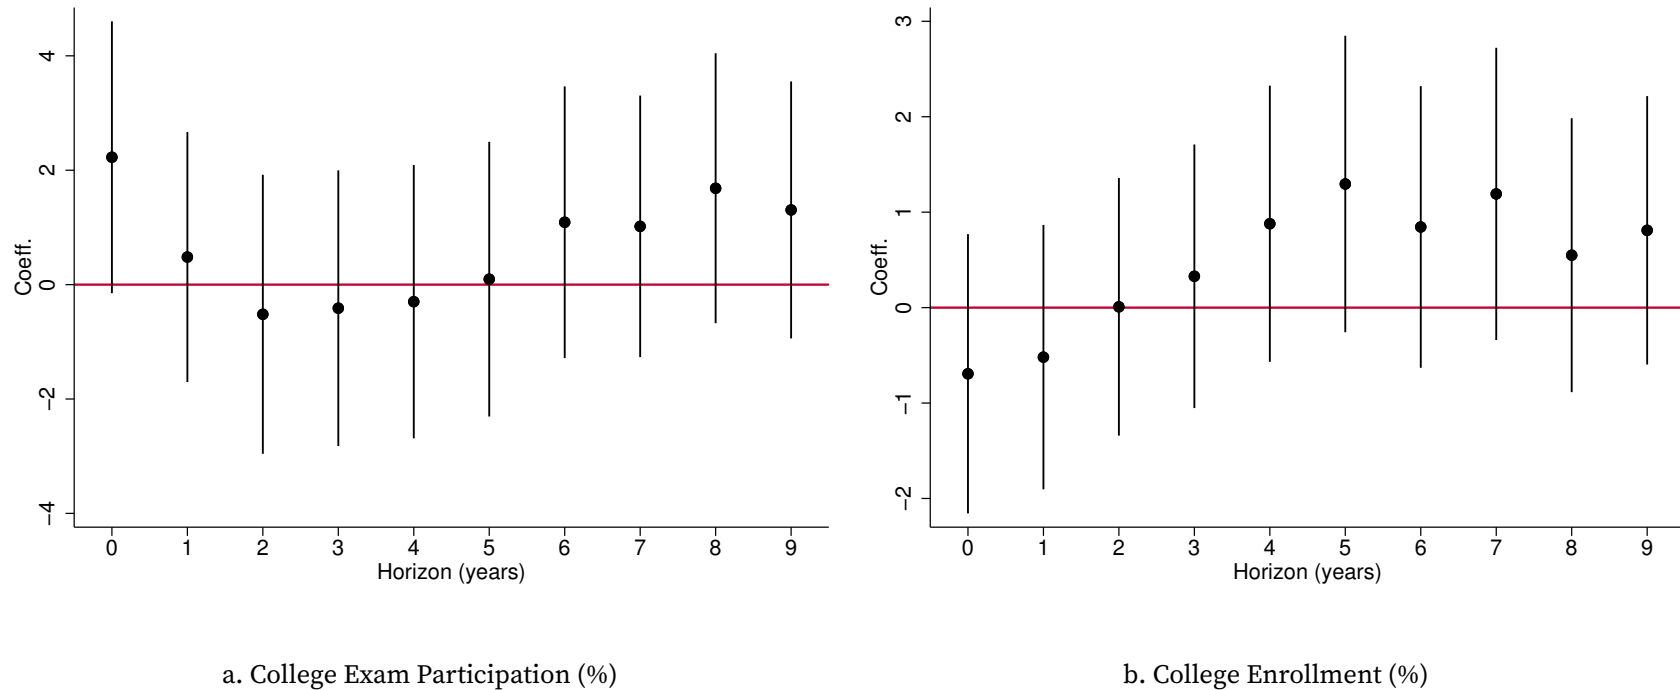 4
2
0
−2
−4
Coeff.
0 1 2 3 4 5 6 7 8 9
Horizon (years)
a. College Exam Participation (%)
3
2
1
0
−1
−2
Coeff.
0 1 2 3 4 5 6 7 8 9
Horizon (years)
b. College Enrollment (%)